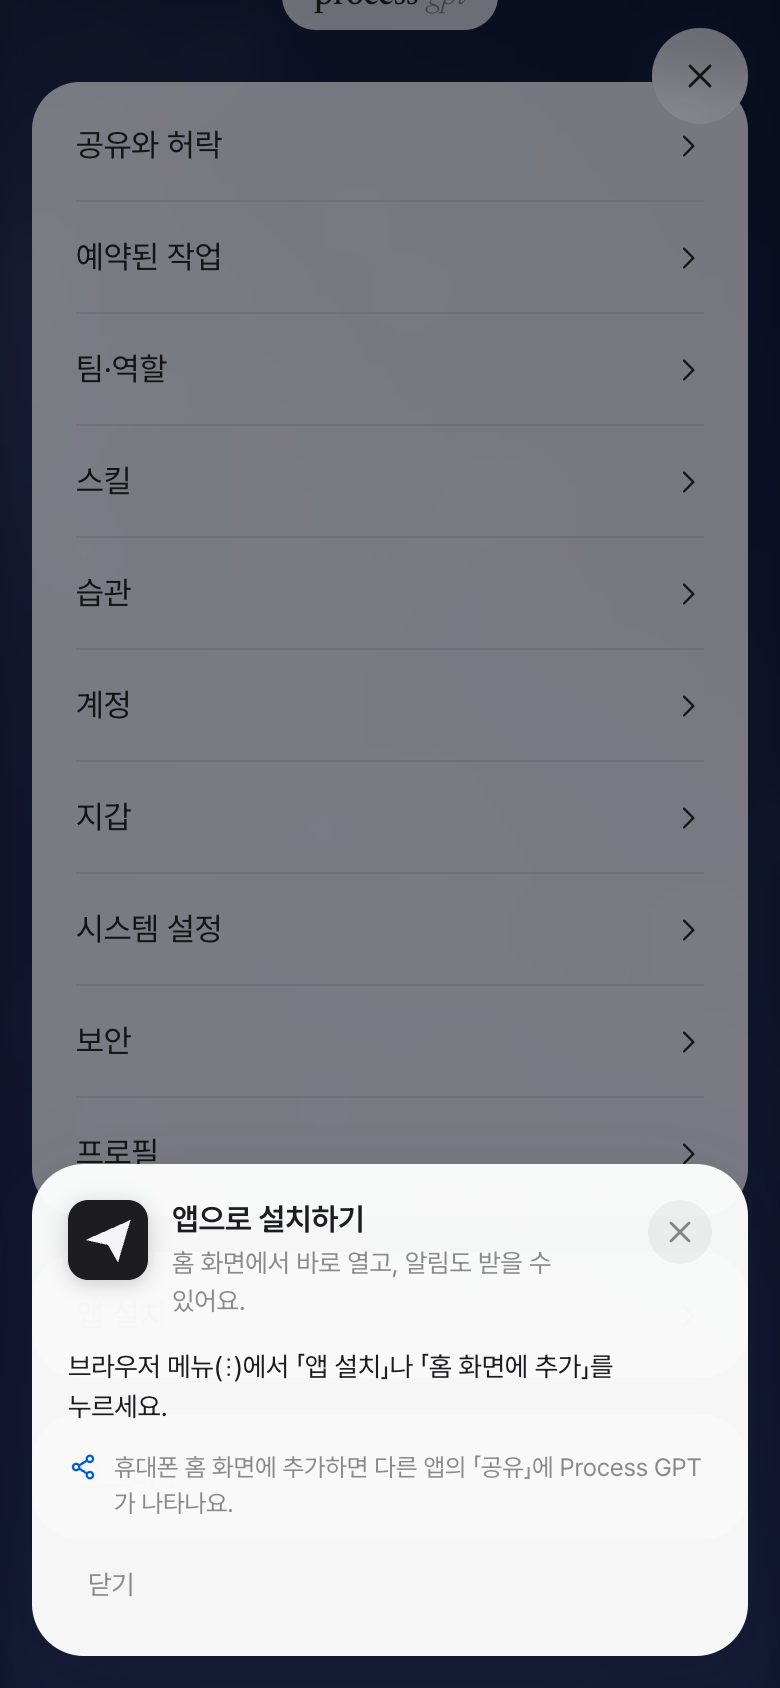 process gpt
공유와 허락
예약된 작업
팀·역할
스킬
습관
계정
지갑
시스템 설정
보안
프로필
앱으로 설치하기
홈 화면에서 바로 열고, 알림도 받을 수
있어요.
앱 설치
브라우저 메뉴(⋮)에서 「앱 설치」나 「홈 화면에 추가」를
누르세요.
휴대폰 홈 화면에 추가하면 다른 앱의 「공유」에 Process GPT
가 나타나요.
닫기